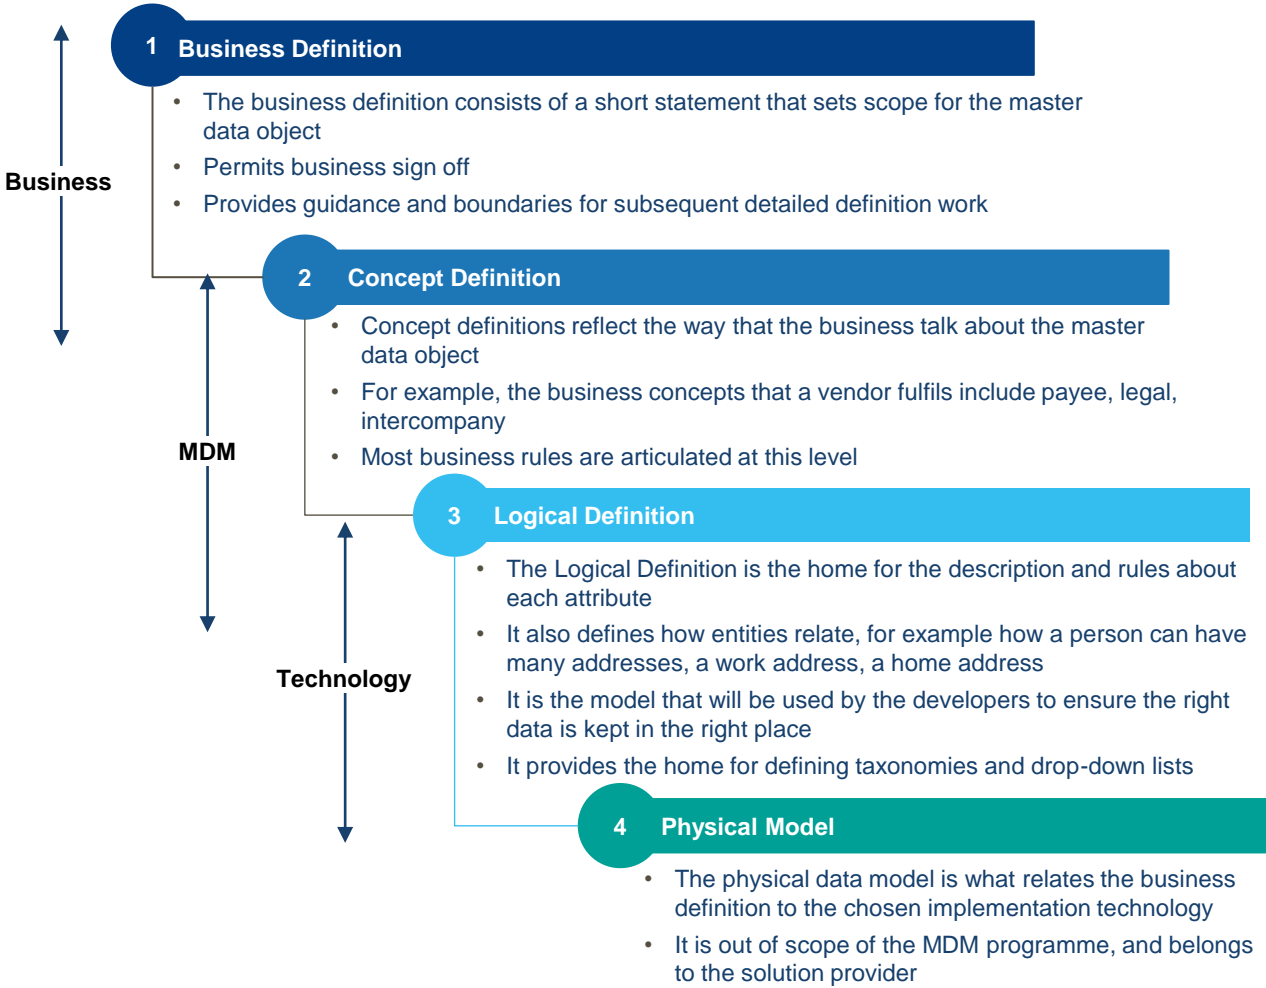 1 Business Definition
• The business definition consists of a short statement that sets scope for the master
data object
• Permits business sign off
Business
• Provides guidance and boundaries for subsequent detailed definition work
2 Concept Definition
• Concept definitions reflect the way that the business talk about the master
data object
• For example, the business concepts that a vendor fulfils include payee, legal,
intercompany
MDM
• Most business rules are articulated at this level
3 Logical Definition
• The Logical Definition is the home for the description and rules about
each attribute
• It also defines how entities relate, for example how a person can have
many addresses, a work address, a home address
Technology
• It is the model that will be used by the developers to ensure the right
data is kept in the right place
• It provides the home for defining taxonomies and drop-down lists
4 Physical Model
• The physical data model is what relates the business
definition to the chosen implementation technology
• It is out of scope of the MDM programme, and belongs
to the solution provider